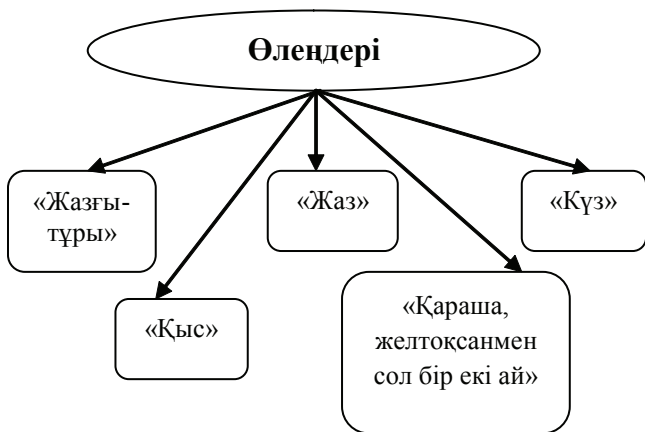 Өлеңдері
«Жазғы-
тұры»
«Жаз»
«Күз»
«Қыс»
«Қараша,
желтоқсанмен
сол бір екі ай»